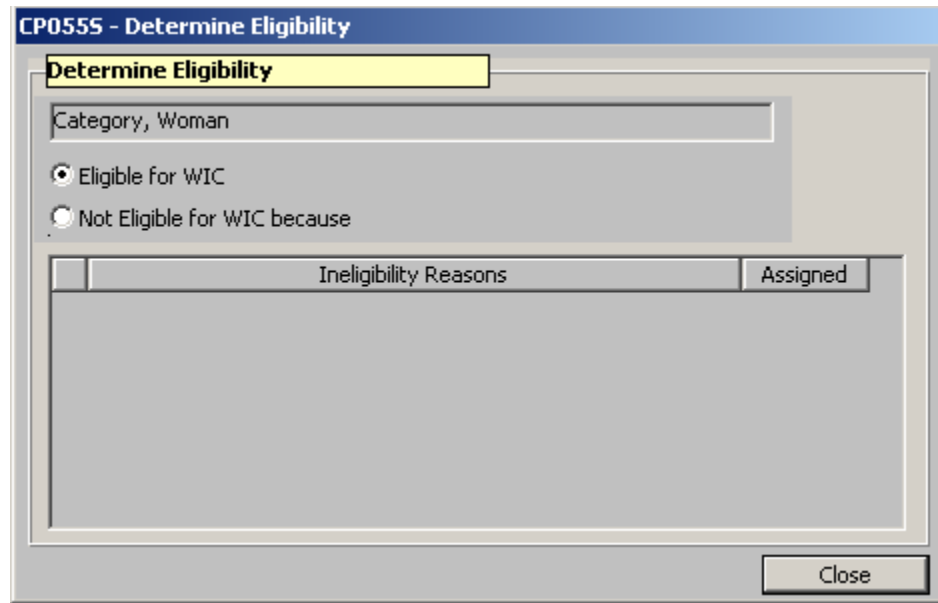 CP055S - Determine Eligibility
Determine Eligibility
Category, Woman
Eligible for WIC
Not Eligible for WIC because
Ineligibility Reasons Assigned
Close